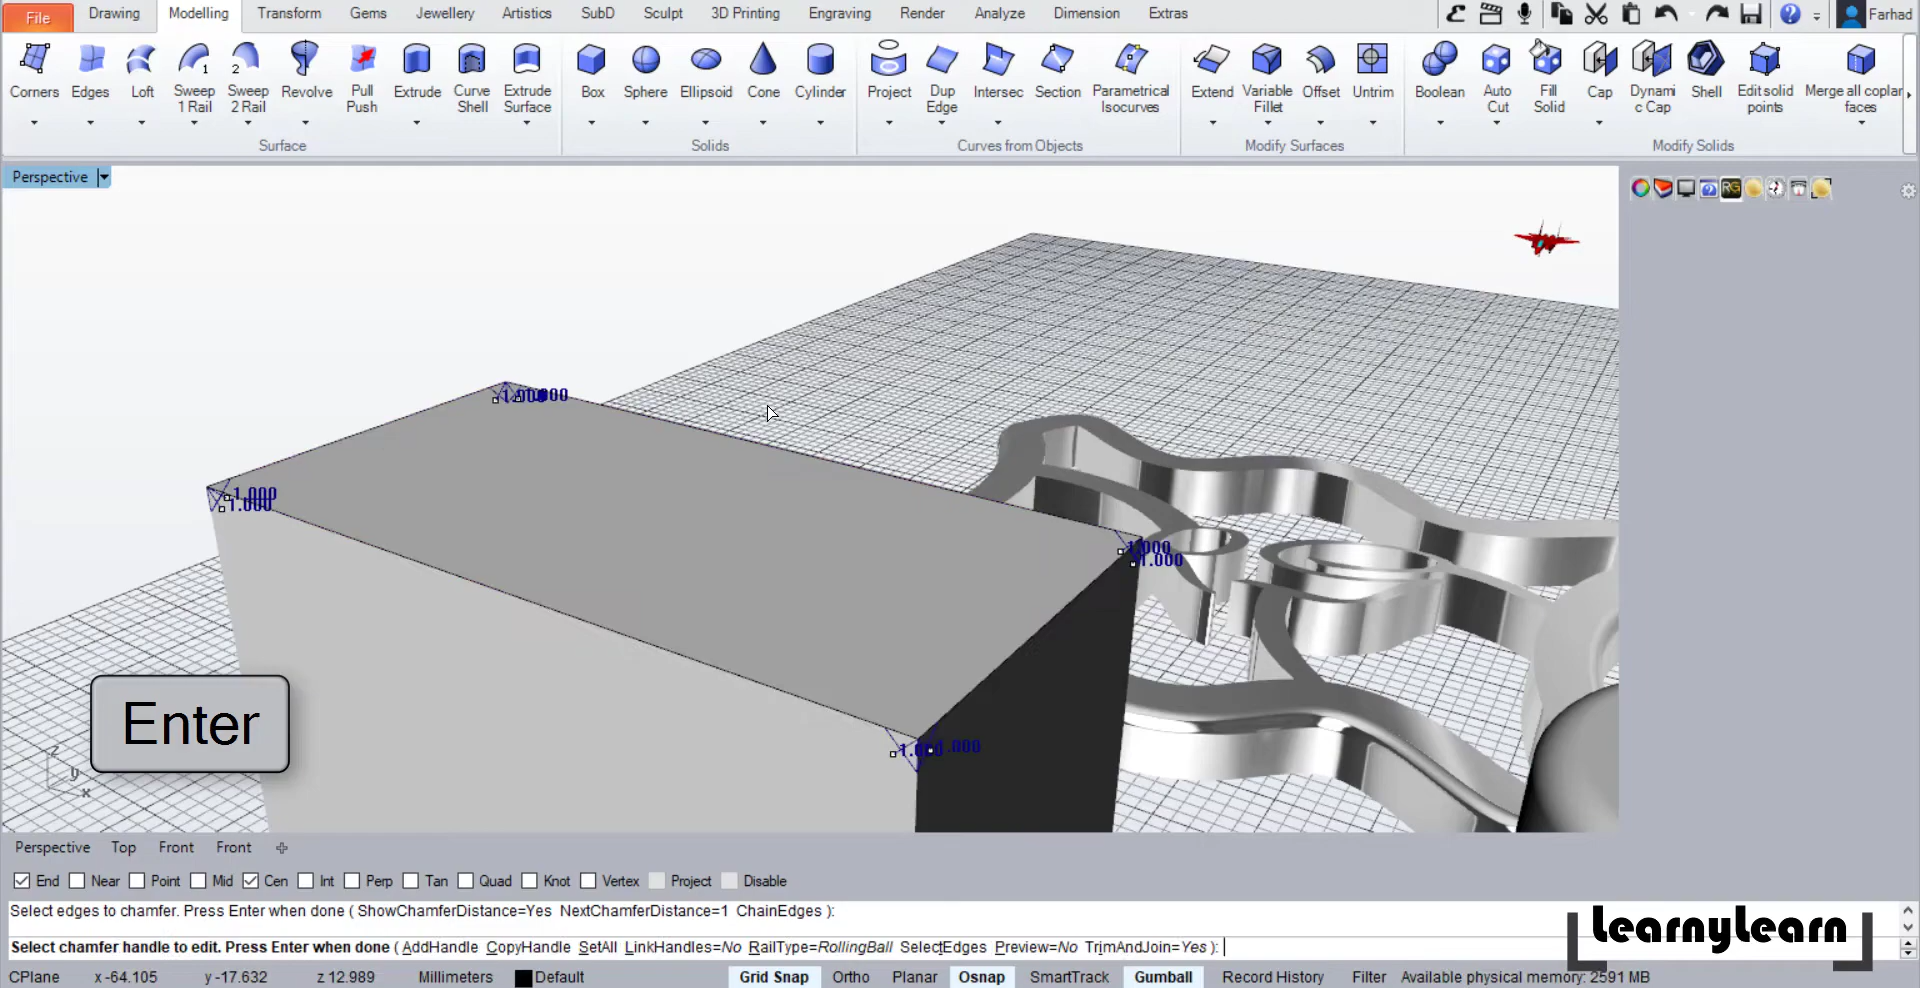 File Drawing Modelling Transform Gems Jewellery Artistics SubD Sculpt 3D Printing Engraving Render Analyze Dimension Extras
Farhad
Corners Edges Loft Sweep 1 Rail Sweep 2 Rail Revolve Pull Push Extrude Curve Shell Extrude Surface
Box Sphere Ellipsoid Cone Cylinder
Project Dup Edge Intersec Section Parametrical Isocurves
Extend Variable Fillet Offset Untrim
Boolean Auto Cut Fill Solid Cap Dynami c Cap Shell Edit solid points Merge all coplar faces
Surface Solids Curves from Objects Modify Surfaces Modify Solids
Perspective
RG
1.000
1.000
1.000
1.000
Enter
z
y
x
Perspective Top Front Front
End Near Point Mid Cen Int Perp Tan Quad Knot Vertex Project Disable
Select edges to chamfer. Press Enter when done ( ShowChamferDistance=Yes NextChamferDistance=1 ChainEdges ):
Select chamfer handle to edit. Press Enter when done ( AddHandle CopyHandle SetAll LinkHandles=No RailType=RollingBall SelectEdges Preview=No TrimAndJoin=Yes ):
LearnyLearn
CPlane x -64.105 y -17.632 z 12.989 Millimeters Default Grid Snap Ortho Planar Osnap SmartTrack Gumball Record History Filter Available physical memory: 2591 MB